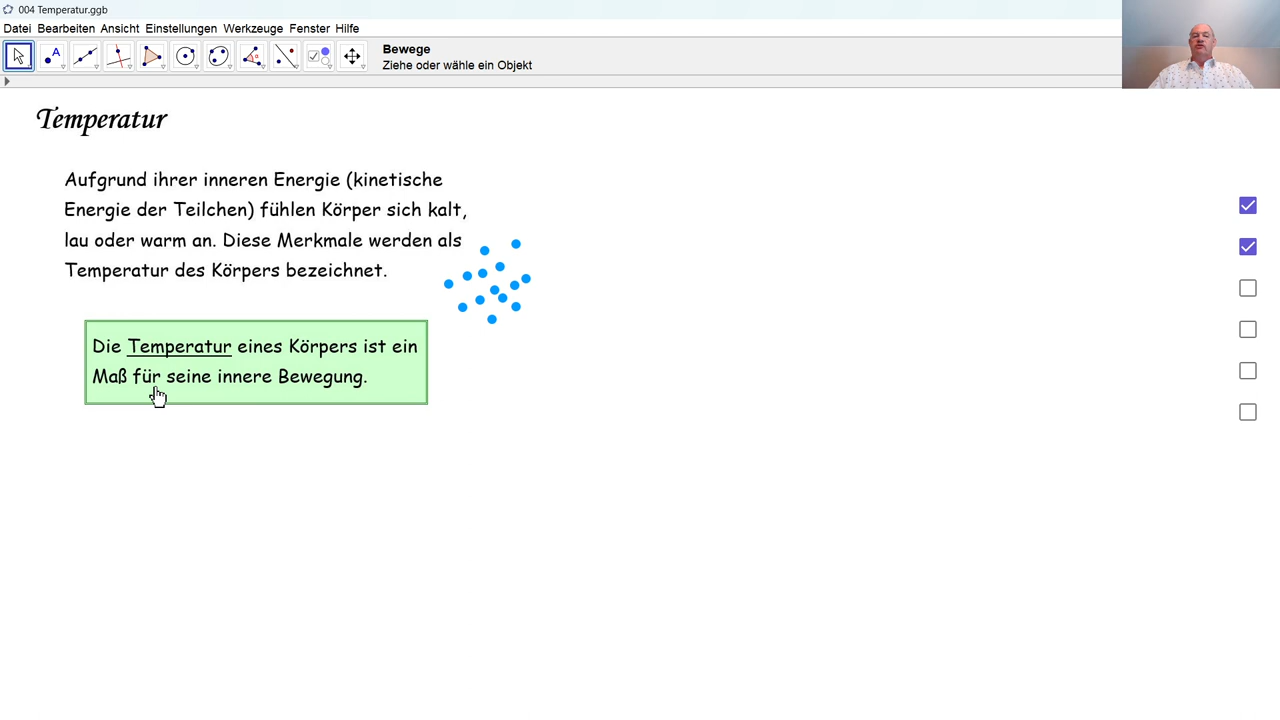 004 Temperatur.ggb
Datei Bearbeiten Ansicht Einstellungen Werkzeuge Fenster Hilfe
A
Bewege
Ziehe oder wähle ein Objekt
Temperatur
Aufgrund ihrer inneren Energie (kinetische
Energie der Teilchen) fühlen Körper sich kalt,
lau oder warm an. Diese Merkmale werden als
Temperatur des Körpers bezeichnet.
Die Temperatur eines Körpers ist ein
Maß für seine innere Bewegung.